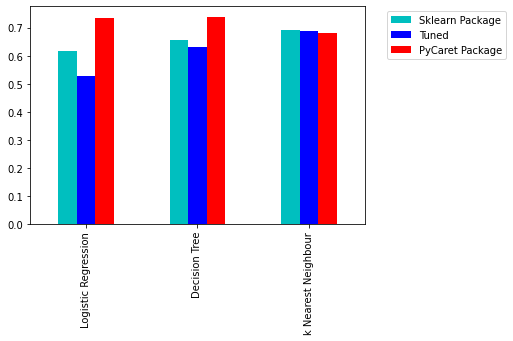 0.7
0.6
0.5
0.4
0.3
0.2
0.1
0.0
Logistic Regression
Decision Tree
k Nearest Neighbour
Sklearn Package
Tuned
PyCaret Package